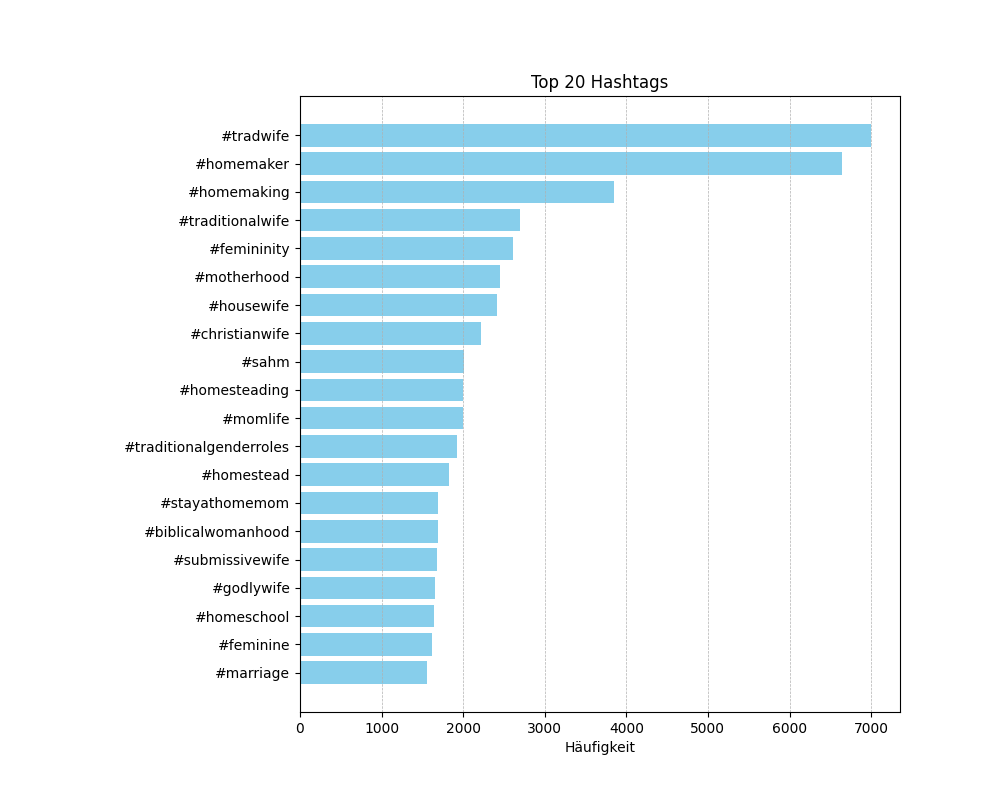 Top 20 Hashtags
#tradwife
#homemaker
#homemaking
#traditionalwife
#femininity
#motherhood
#housewife
#christianwife
#sahm
#homesteading
#momlife
#traditionalgenderroles
#homestead
#stayathomemom
#biblicalwomanhood
#submissivewife
#godlywife
#homeschool
#feminine
#marriage
0 1000 2000 3000 4000 5000 6000 7000
Häufigkeit